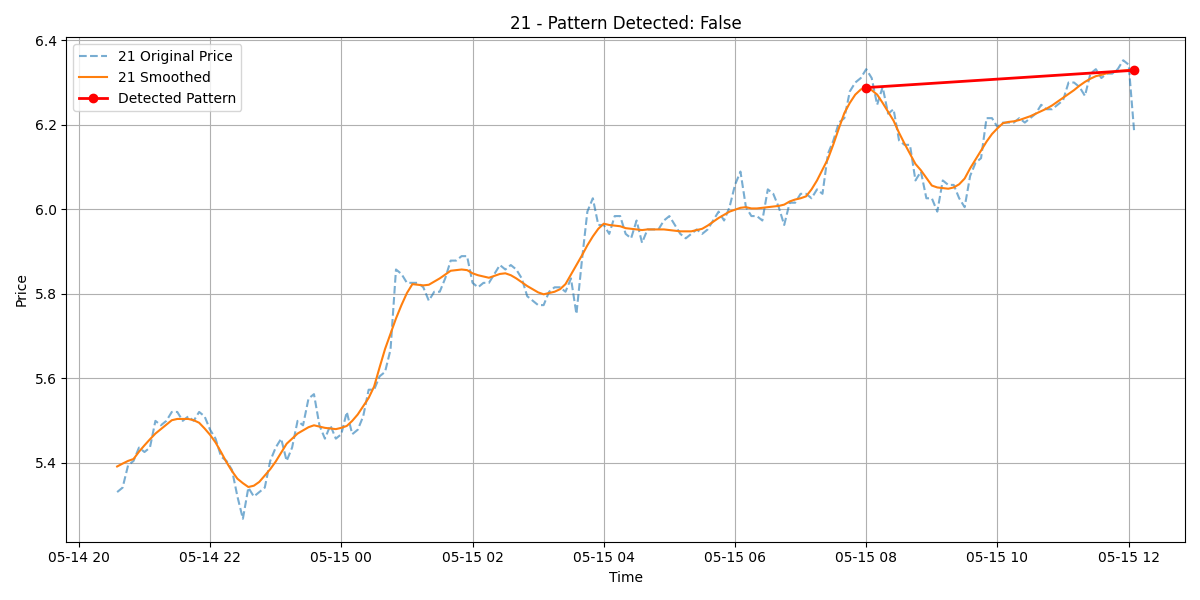 21 - Pattern Detected: False
21 Original Price
21 Smoothed
Detected Pattern
Price
6.4
6.2
6.0
5.8
5.6
5.4
05-14 20 05-14 22 05-15 00 05-15 02 05-15 04 05-15 06 05-15 08 05-15 10 05-15 12
Time